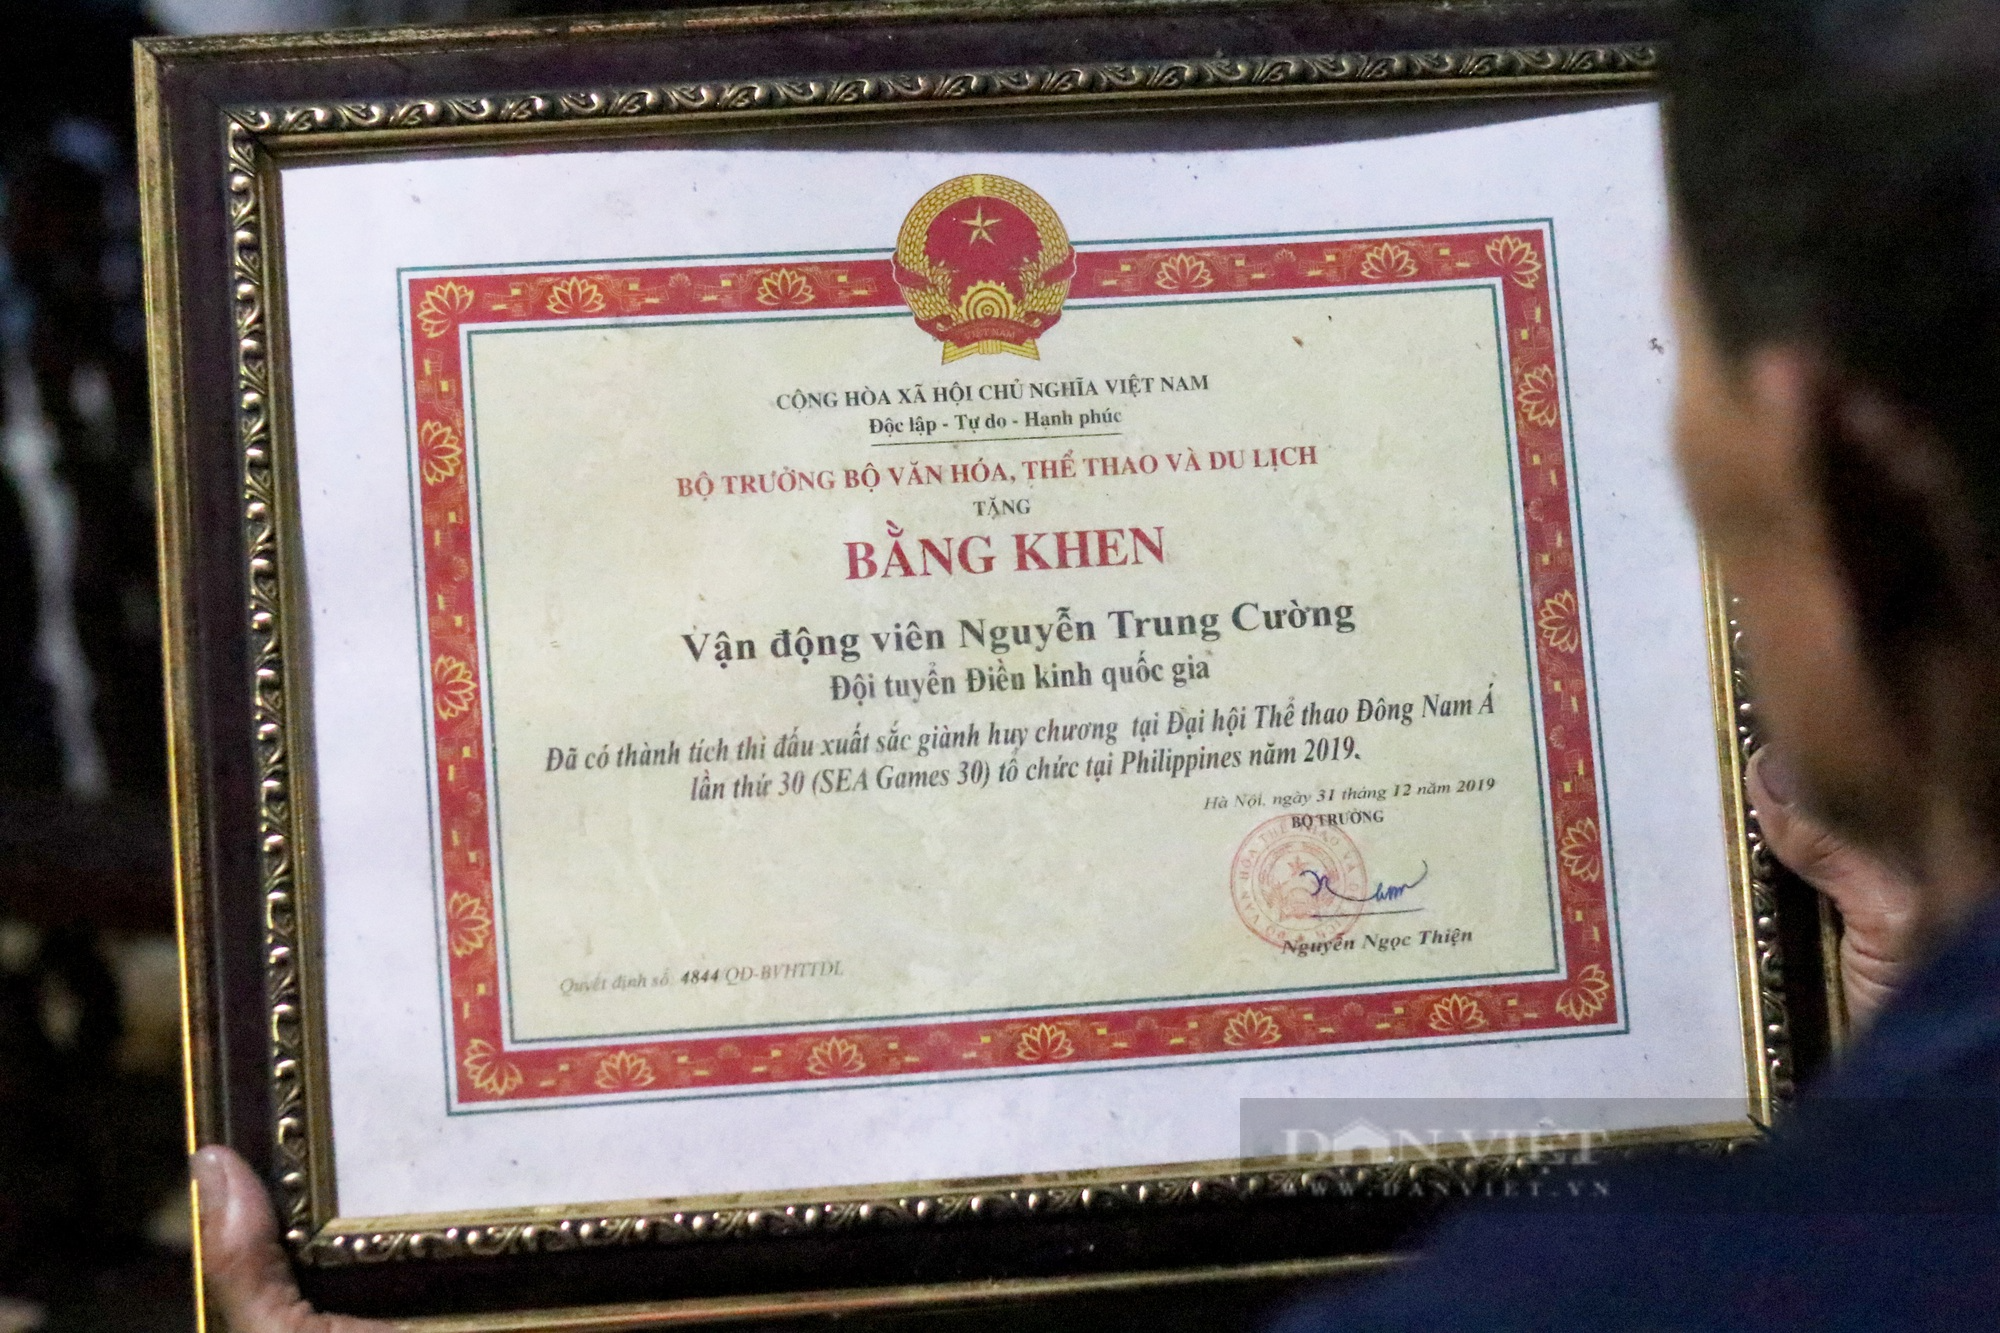 VIỆT NAM
CỘNG HÒA XÃ HỘI CHỦ NGHĨA VIỆT NAM
Độc lập - Tự do - Hạnh phúc
BỘ TRƯỞNG BỘ VĂN HÓA, THỂ THAO VÀ DU LỊCH
TẶNG
BẰNG KHEN
Vận động viên Nguyễn Trung Cường
Đội tuyển Điền kinh quốc gia
Đã có thành tích thi đấu xuất sắc giành huy chương tại Đại hội Thể thao Đông Nam Á
lần thứ 30 (SEA Games 30) tổ chức tại Philippines năm 2019.
Hà Nội, ngày 31 tháng 12 năm 2019
BỘ TRƯỞNG
Nguyễn Ngọc Thiện
Quyết định số: 4844/QĐ-BVHTTDL
DÂN VIỆT
WWW.DANVIET.VN